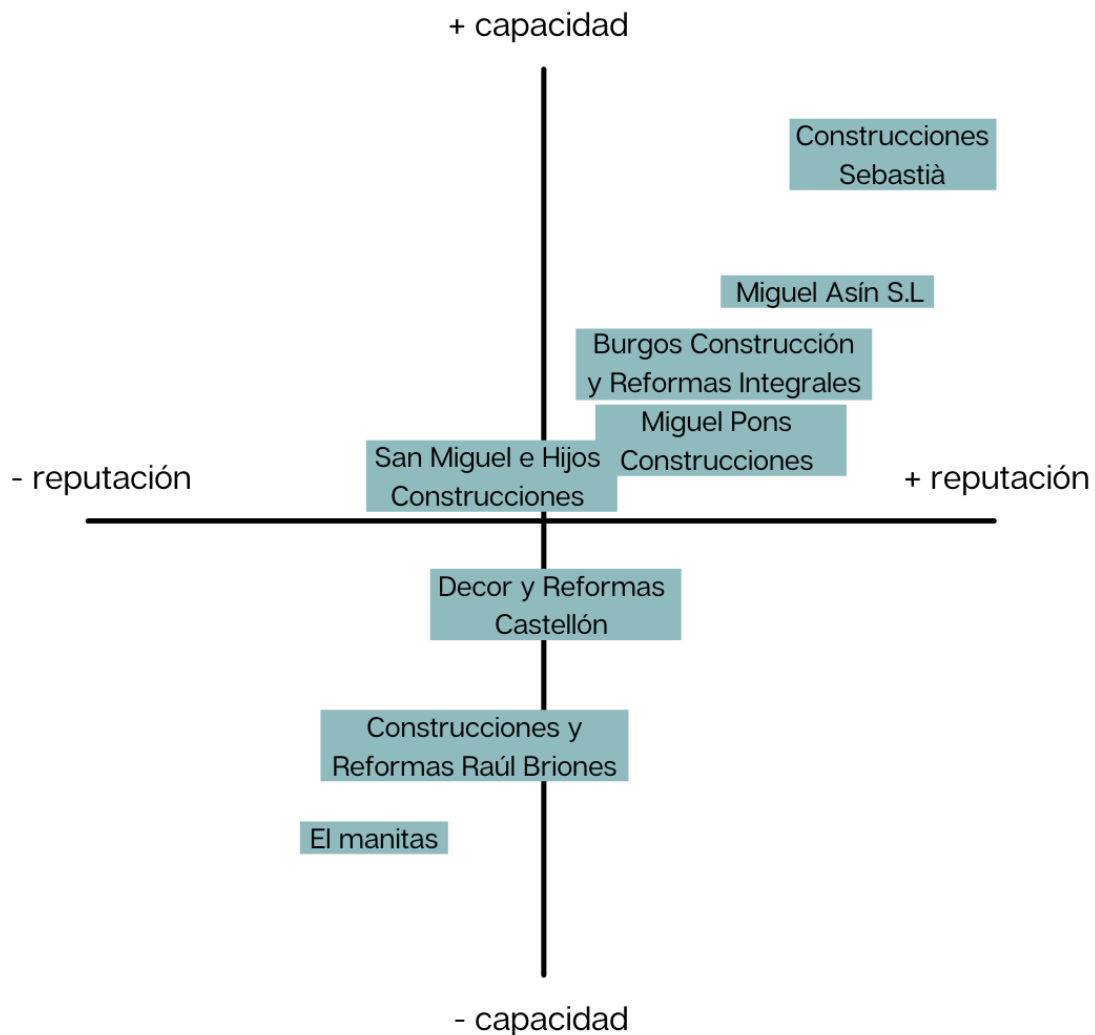 + capacidad
Construcciones
Sebastià
Miguel Asín S.L
Burgos Construcción
y Reformas Integrales
Miguel Pons
Construcciones
San Miguel e Hijos
Construcciones
- reputación
+ reputación
Decor y Reformas
Castellón
Construcciones y
Reformas Raúl Briones
El manitas
- capacidad